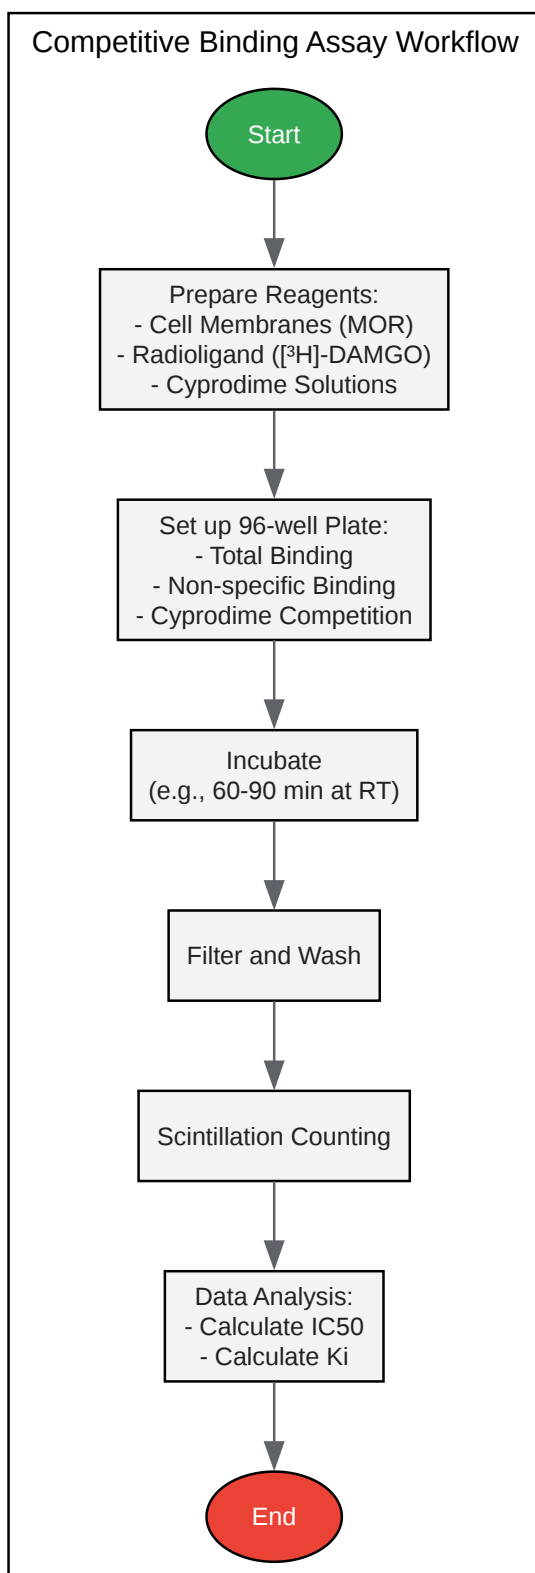 Competitive Binding Assay Workflow
Start
Prepare Reagents:
- Cell Membranes (MOR)
- Radioligand ([³H]-DAMGO)
- Cyprodime Solutions
Set up 96-well Plate:
- Total Binding
- Non-specific Binding
- Cyprodime Competition
Incubate
(e.g., 60-90 min at RT)
Filter and Wash
Scintillation Counting
Data Analysis:
- Calculate IC50
- Calculate Ki
End